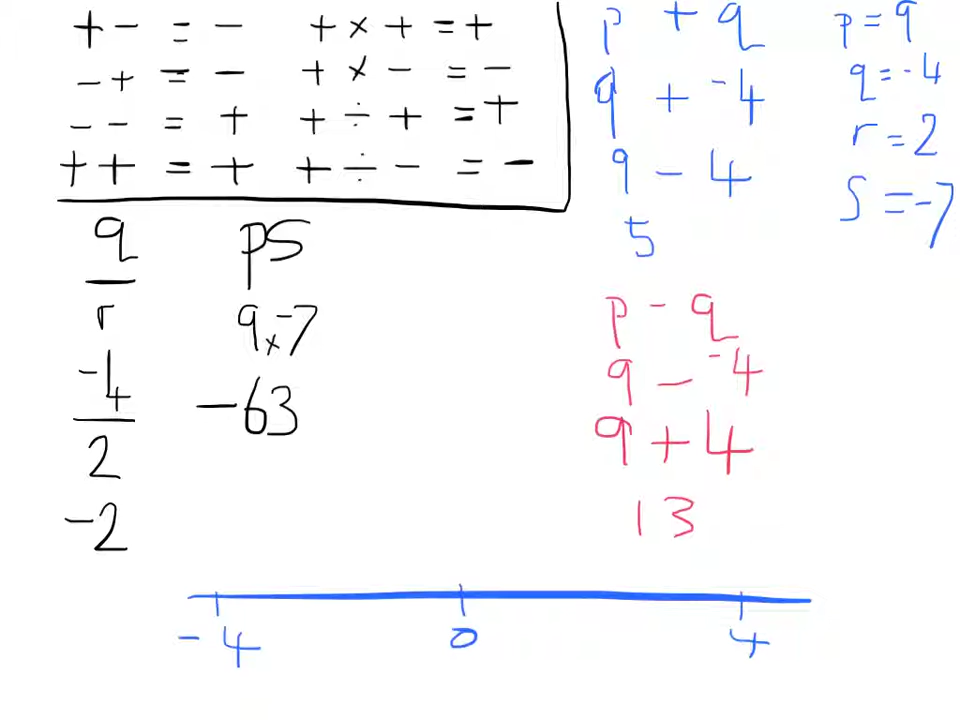 + - = -   + × + = +
- + = -   + × - = -
- - = +   + ÷ + = +
+ + = +   + ÷ - = -
p + q
9 + -4
9 - 4
5
p = 9
q = -4
r = 2
S = -7
q
r
-4
2
-2
pS
9 × -7
-63
p - q
9 - -4
9 + 4
13
-4   0   4